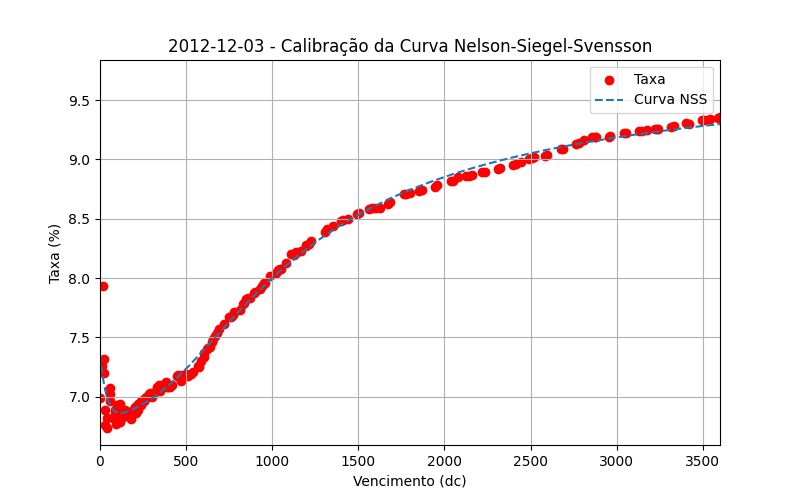 2012-12-03 - Calibração da Curva Nelson-Siegel-Svensson
Taxa
Curva NSS
Taxa (%)
9.5
9.0
8.5
8.0
7.5
7.0
0 500 1000 1500 2000 2500 3000 3500
Vencimento (dc)